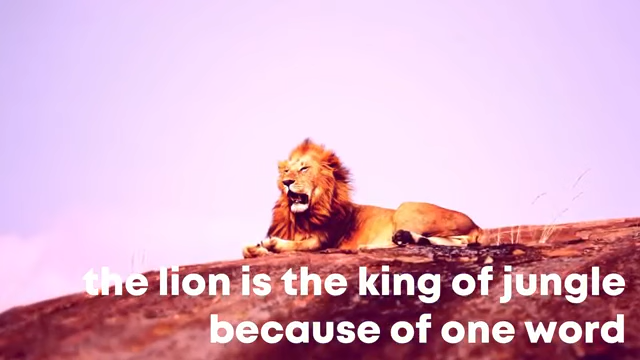 the lion is the king of jungle
because of one word